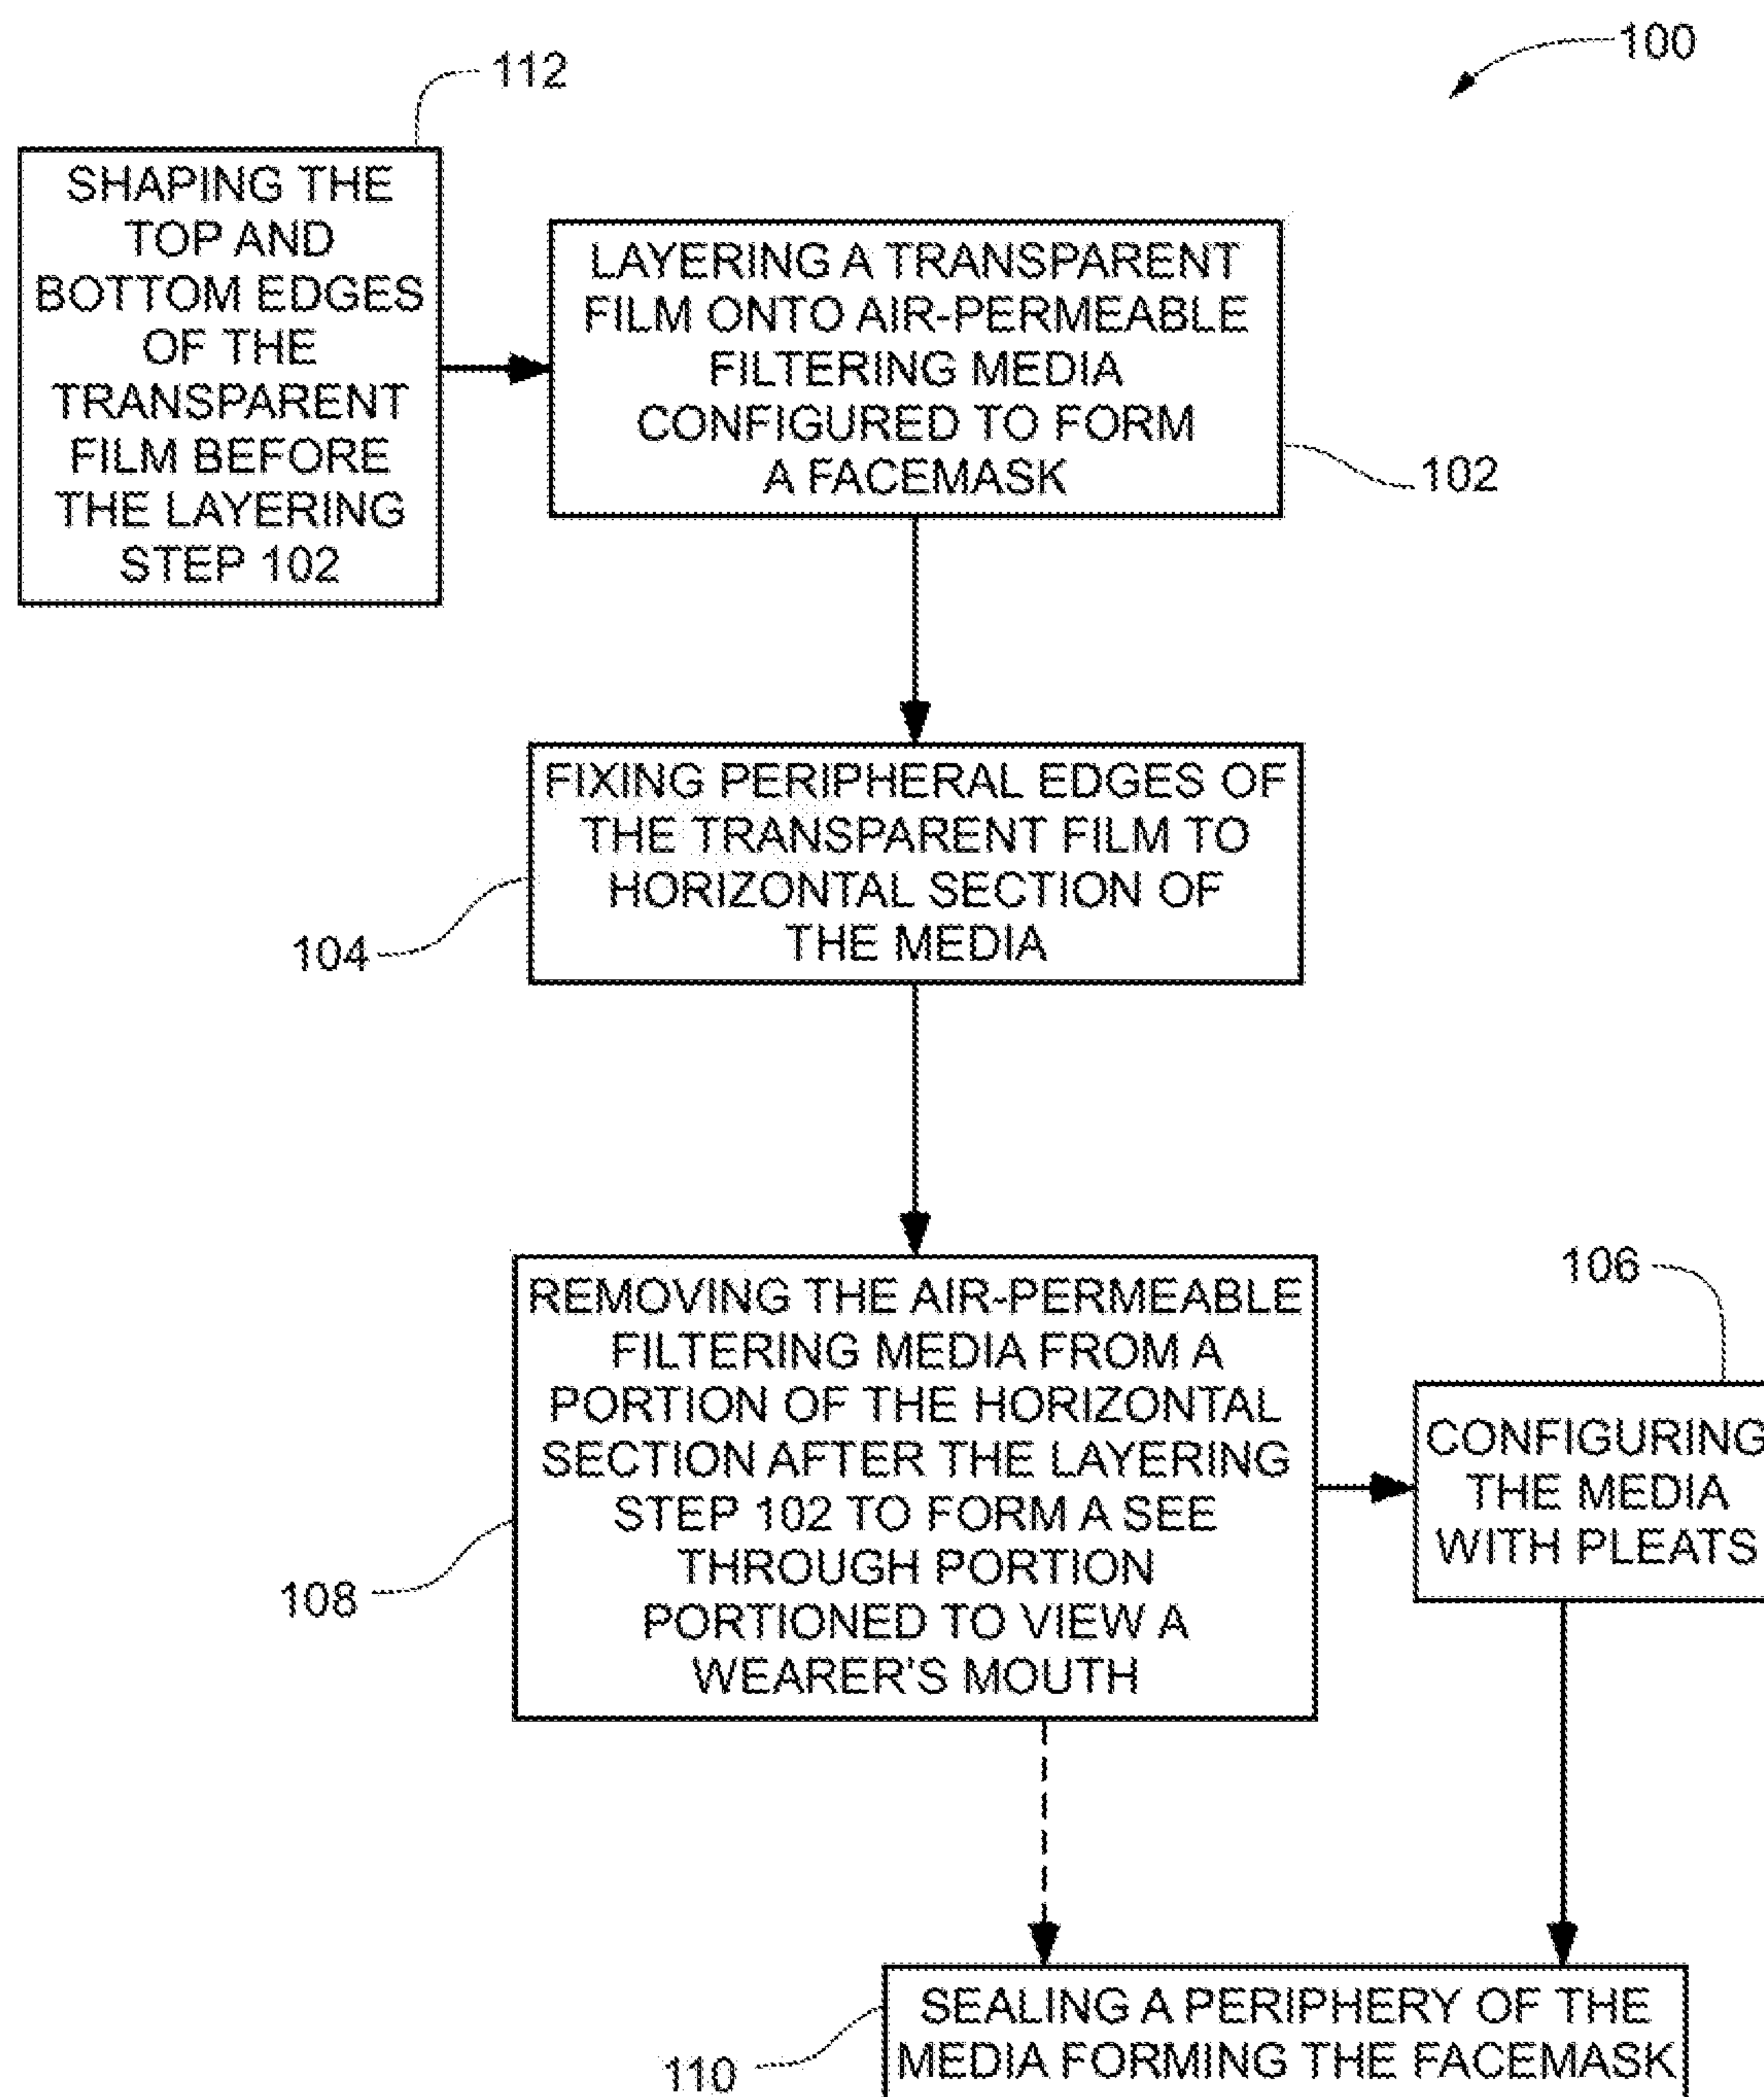 100
112
SHAPING THE
TOP AND
BOTTOM EDGES
OF THE
TRANSPARENT
FILM BEFORE
THE LAYERING
STEP 102
LAYERING A TRANSPARENT
FILM ONTO AIR-PERMEABLE
FILTERING MEDIA
CONFIGURED TO FORM
A FACEMASK
102
FIXING PERIPHERAL EDGES OF
THE TRANSPARENT FILM TO
HORIZONTAL SECTION OF
THE MEDIA
104
REMOVING THE AIR-PERMEABLE
FILTERING MEDIA FROM A
PORTION OF THE HORIZONTAL
SECTION AFTER THE LAYERING
STEP 102 TO FORM A SEE
THROUGH PORTION
PORTIONED TO VIEW A
WEARER'S MOUTH
108
106
CONFIGURING
THE MEDIA
WITH PLEATS
SEALING A PERIPHERY OF THE
MEDIA FORMING THE FACEMASK
110